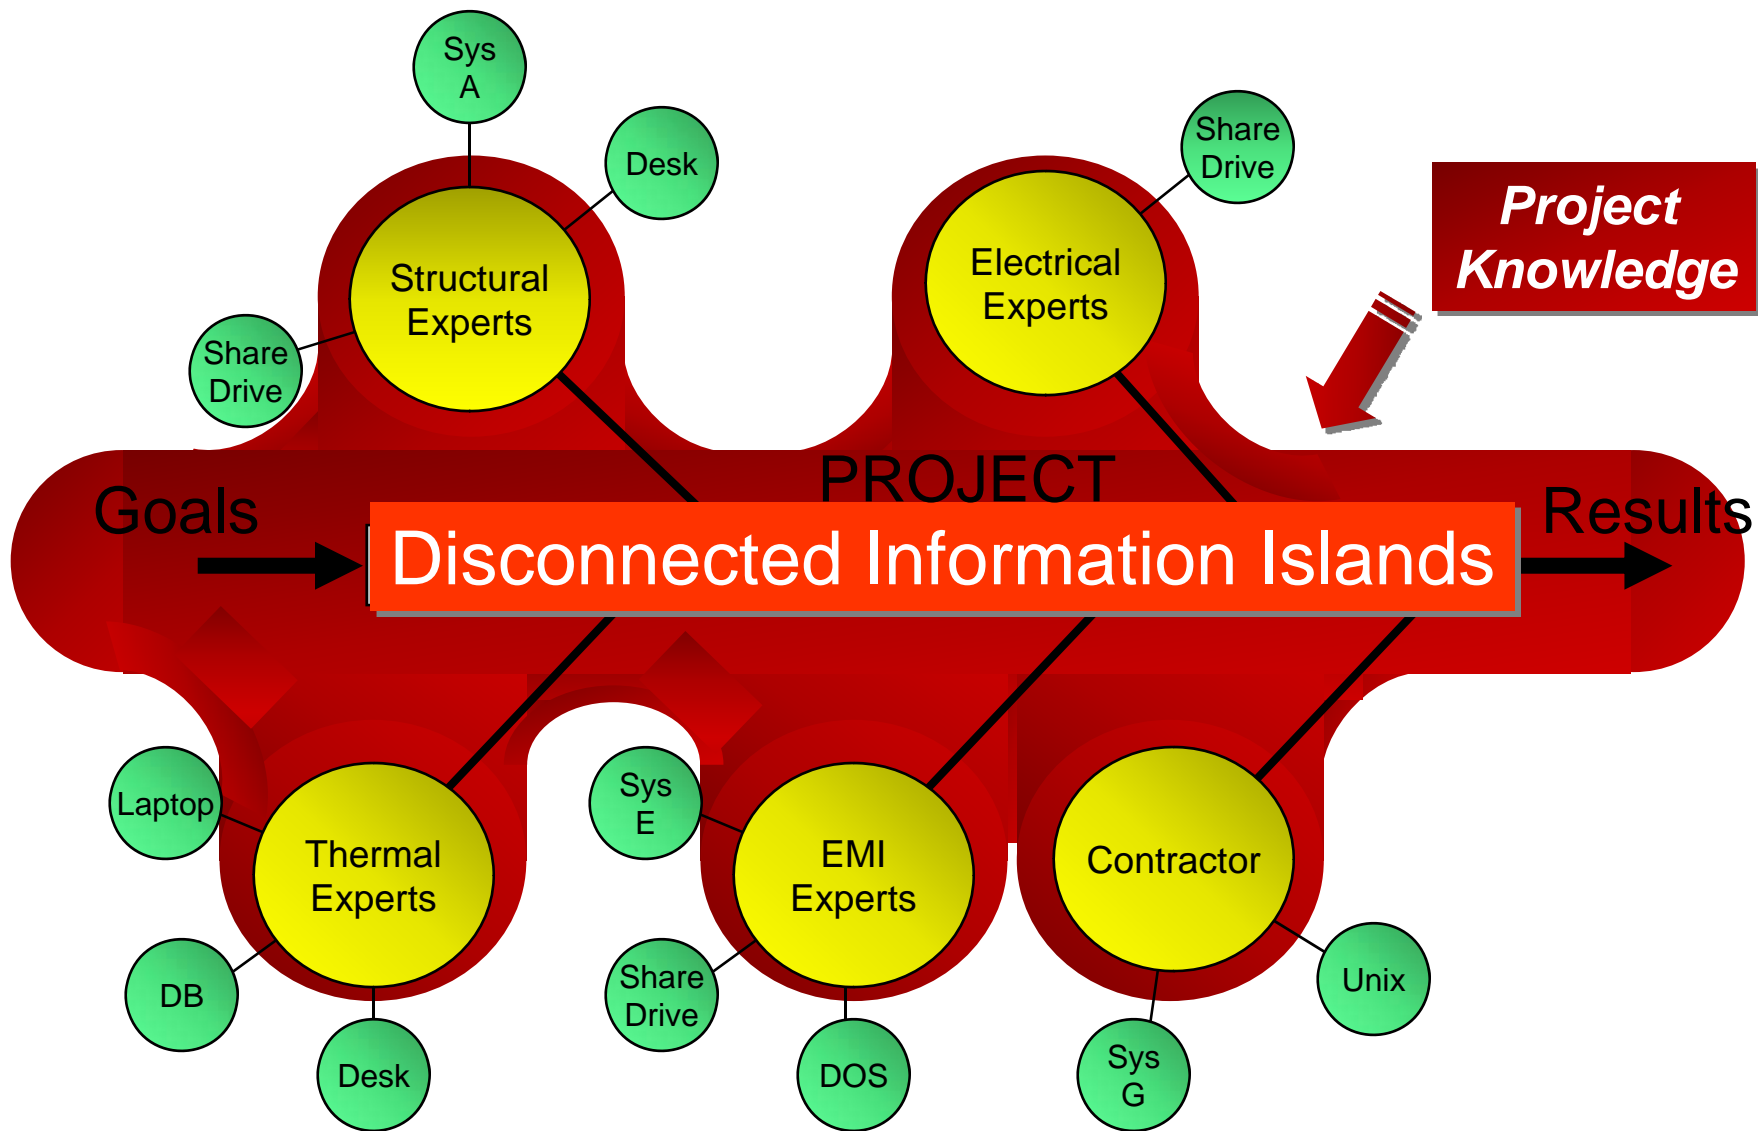 Sys
A
Desk
Share
Drive
Project
Knowledge
Structural
Experts
Electrical
Experts
Share
Drive
PROJECT
Goals
Results
Disconnected Information Islands
Laptop
Sys
E
Thermal
Experts
EMI
Experts
Contractor
DB
Share
Drive
Unix
Desk
DOS
Sys
G